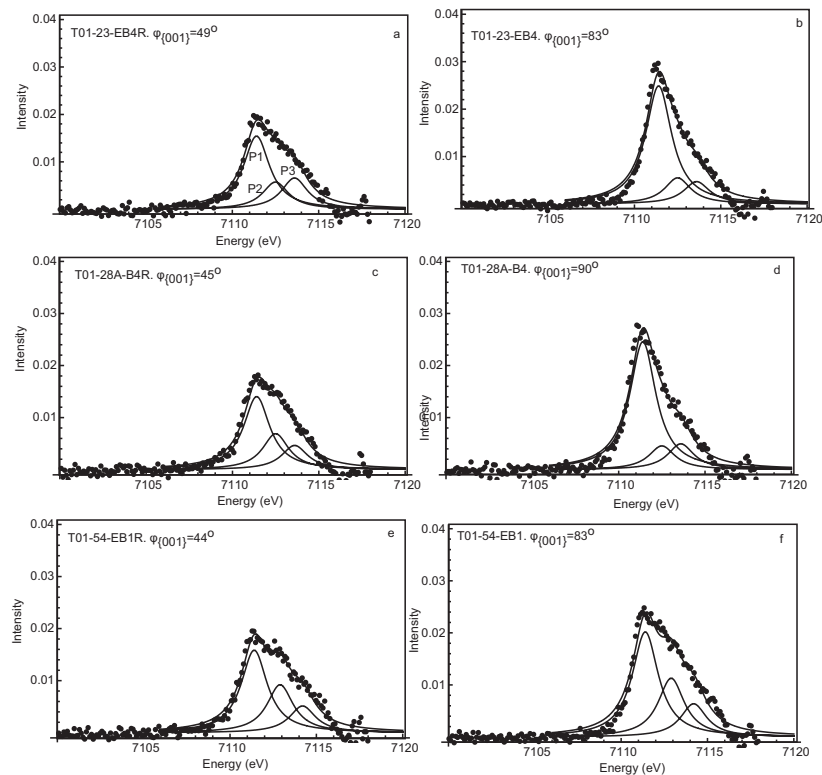 T01-23-EB4R. φ{001}=49° a
0.04
0.03
0.02
0.01
Intensity
P1
P2
P3
7105 7110 7115 7120
Energy (eV)
T01-23-EB4. φ{001}=83° b
0.04
0.03
0.02
0.01
Intensity
7105 7110 7115 7120
Energy (eV)
T01-28A-B4R. φ{001}=45° c
0.04
0.03
0.02
0.01
Intensity
7105 7110 7115 7120
Energy (eV)
T01-28A-B4. φ{001}=90° d
0.04
0.03
0.02
0.01
Intensity
7105 7110 7115 7120
Energy (eV)
T01-54-EB1R. φ{001}=44° e
0.04
0.03
0.02
0.01
Intensity
7105 7110 7115 7120
Energy (eV)
T01-54-EB1. φ{001}=83° f
0.04
0.03
0.02
0.01
Intensity
7105 7110 7115 7120
Energy (eV)